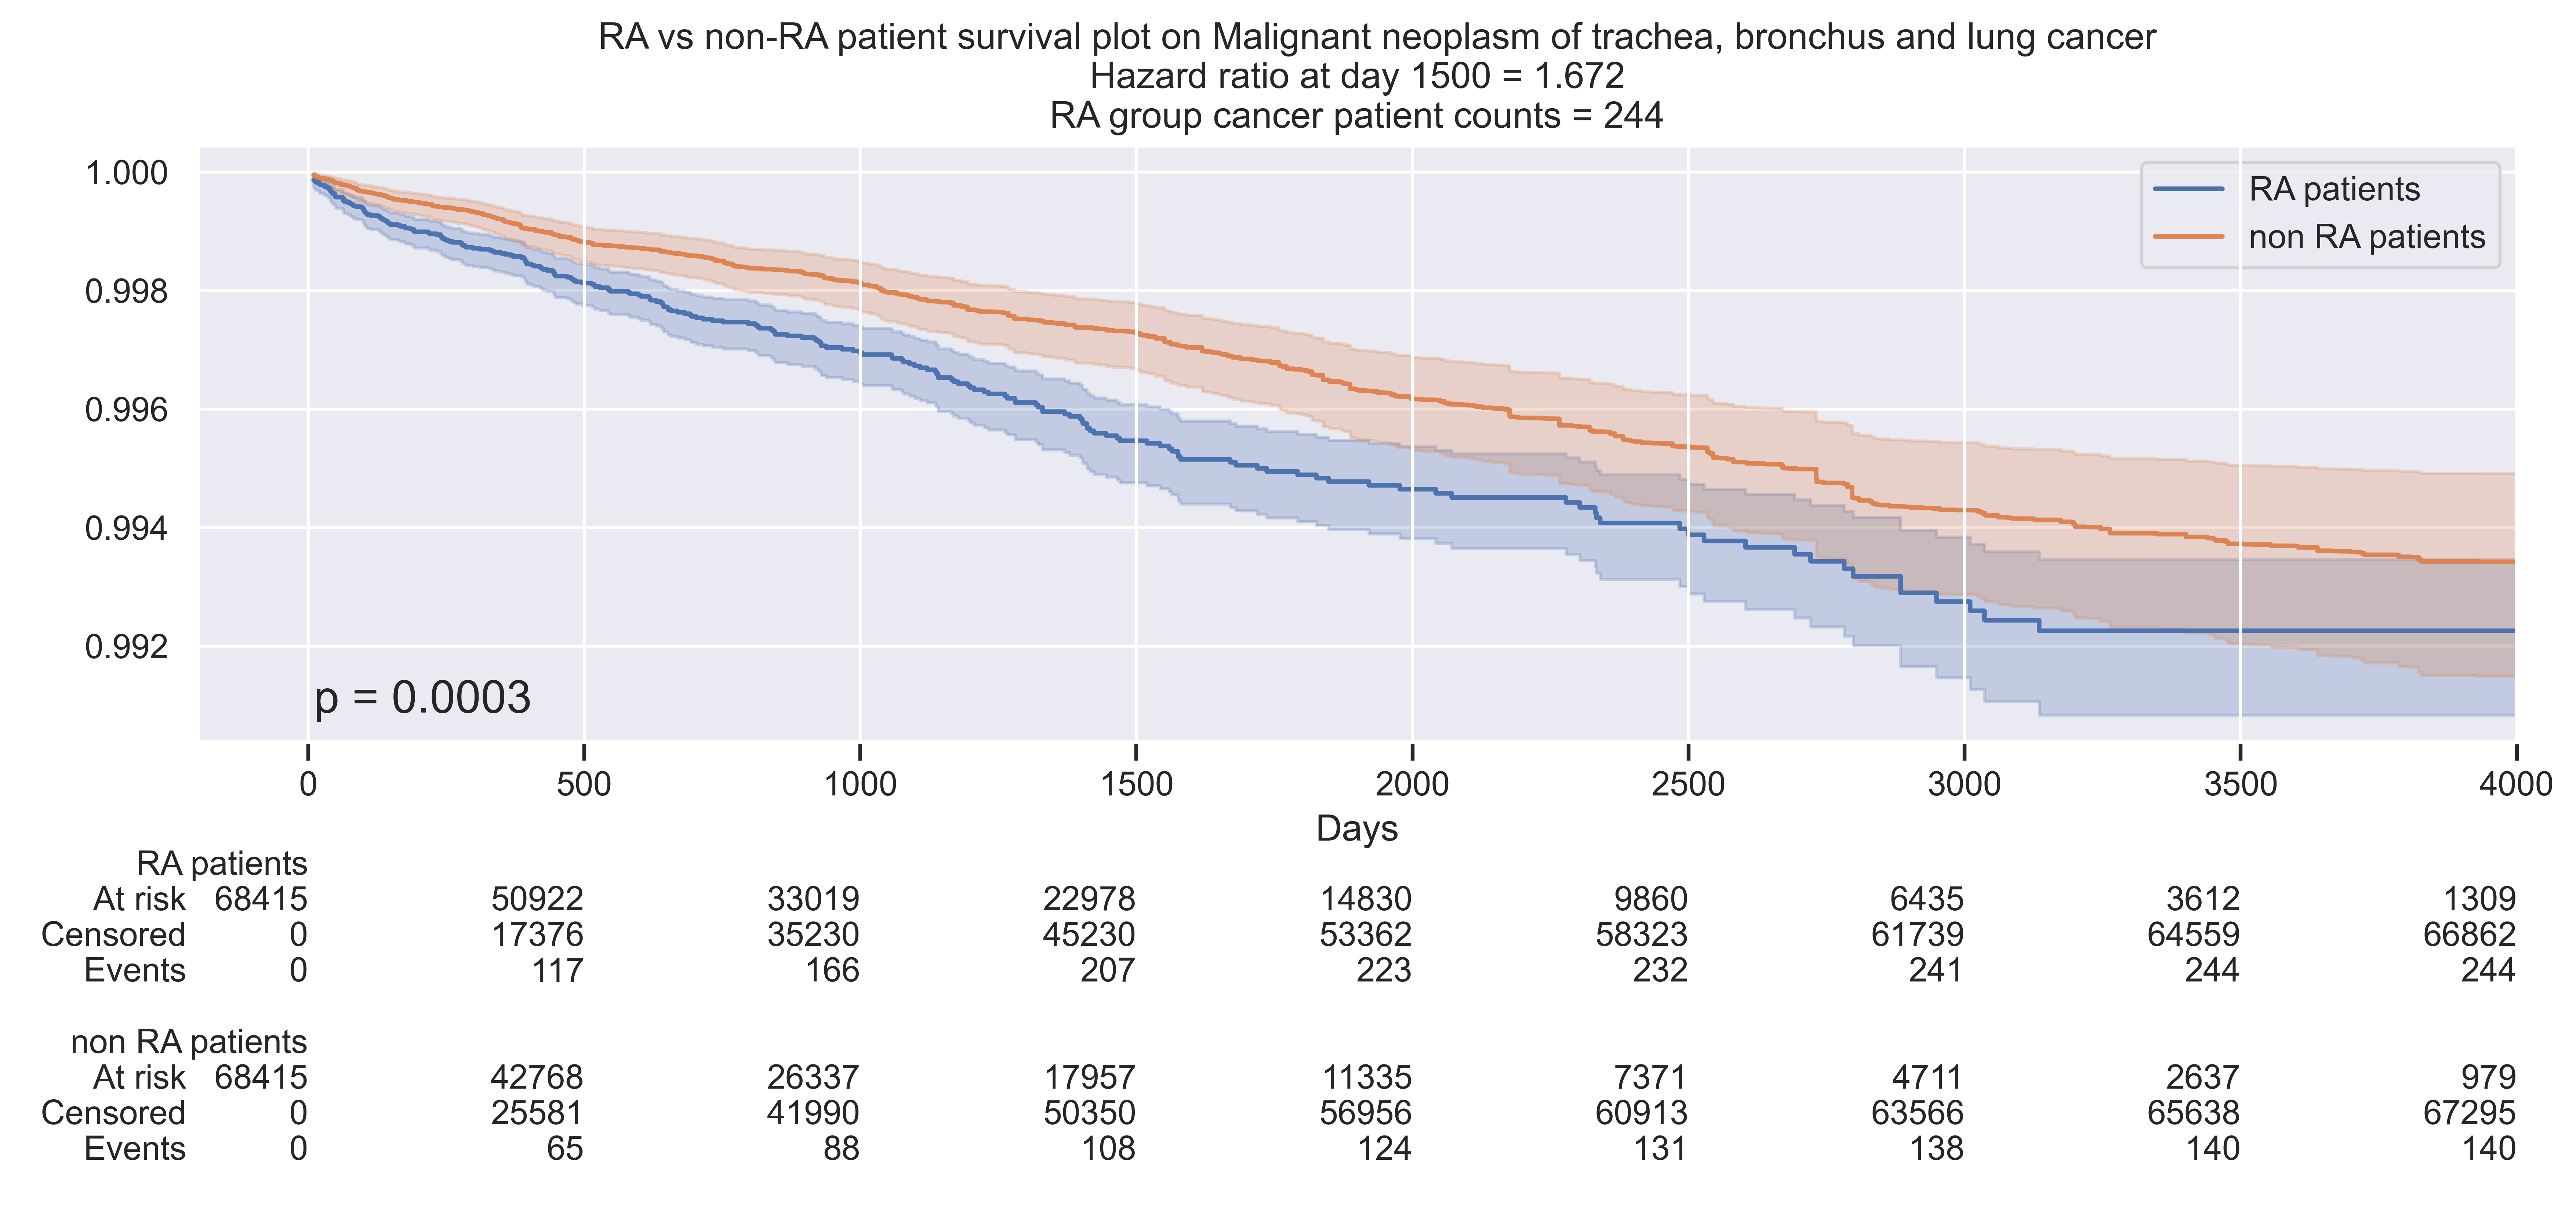 RA vs non-RA patient survival plot on Malignant neoplasm of trachea, bronchus and lung cancer
Hazard ratio at day 1500 = 1.672
RA group cancer patient counts = 244
1.000
0.998
0.996
0.994
0.992
RA patients
non RA patients
p = 0.0003
0 500 1000 1500 2000 2500 3000 3500 4000
Days
RA patients
At risk 68415 50922 33019 22978 14830 9860 6435 3612 1309
Censored 0 17376 35230 45230 53362 58323 61739 64559 66862
Events 0 117 166 207 223 232 241 244 244
non RA patients
At risk 68415 42768 26337 17957 11335 7371 4711 2637 979
Censored 0 25581 41990 50350 56956 60913 63566 65638 67295
Events 0 65 88 108 124 131 138 140 140